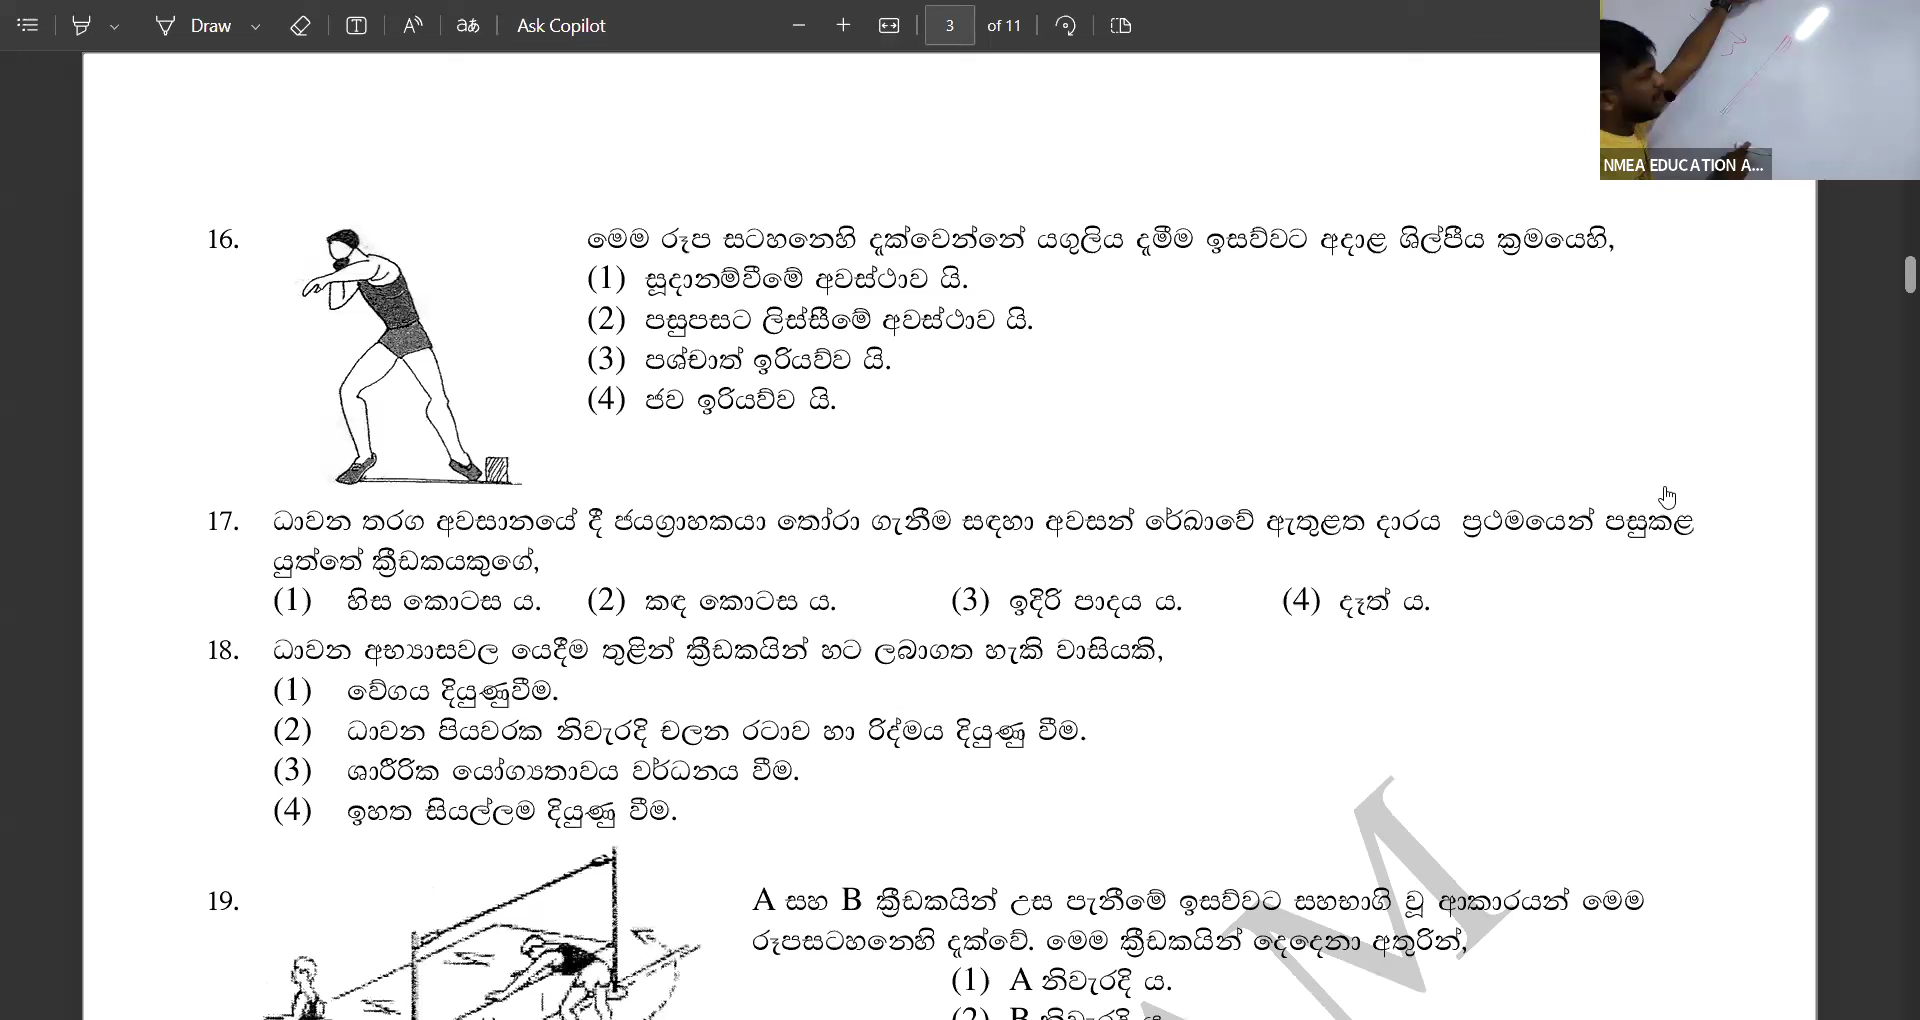 Draw
Ask Copilot
3 of 11
NMEA EDUCATION A...
16. මෙම රූප සටහනෙහි දැක්වෙන්නේ යගුලිය දැමීම ඉසව්වට අදාළ ශිල්පීය ක්‍රමයෙහි,
(1) සූදානම්වීමේ අවස්ථාව යි.
(2) පසුපසට ලිස්සීමේ අවස්ථාව යි.
(3) පශ්චාත් ඉරියව්ව යි.
(4) ජව ඉරියව්ව යි.
17. ධාවන තරග අවසානයේ දී ජයග්‍රාහකයා තෝරා ගැනීම සඳහා අවසන් රේඛාවේ ඇතුළත දාරය ප්‍රථමයෙන් පසුකළ
යුත්තේ ක්‍රීඩකයකුගේ,
(1) හිස කොටස ය. (2) කඳ කොටස ය. (3) ඉදිරි පාදය ය. (4) දෑත් ය.
18. ධාවන අභ්‍යාසවල යෙදීම තුළින් ක්‍රීඩකයින් හට ලබාගත හැකි වාසියකි,
(1) වේගය දියුණුවීම.
(2) ධාවන පියවරක නිවැරදි චලන රටාව හා රිද්මය දියුණු වීම.
(3) ශාරීරික යෝග්‍යතාවය වර්ධනය වීම.
(4) ඉහත සියල්ලම දියුණු වීම.
19. A සහ B ක්‍රීඩකයින් උස පැනීමේ ඉසව්වට සහභාගි වූ ආකාරයන් මෙම
රූපසටහනෙහි දැක්වේ. මෙම ක්‍රීඩකයින් දෙදෙනා අතුරින්,
(1) A නිවැරදි ය.
(2) B නිවැරදි ය.